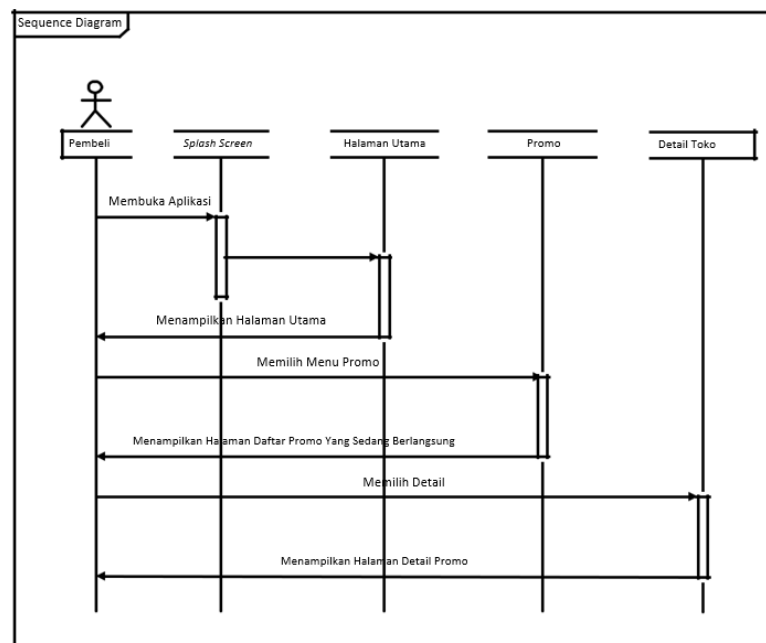 Sequence Diagram
Pembeli
Splash Screen
Halaman Utama
Promo
Detail Toko
Membuka Aplikasi
Menampilkan Halaman Utama
Memilih Menu Promo
Menampilkan Halaman Daftar Promo Yang Sedang Berlangsung
Memilih Detail
Menampilkan Halaman Detail Promo